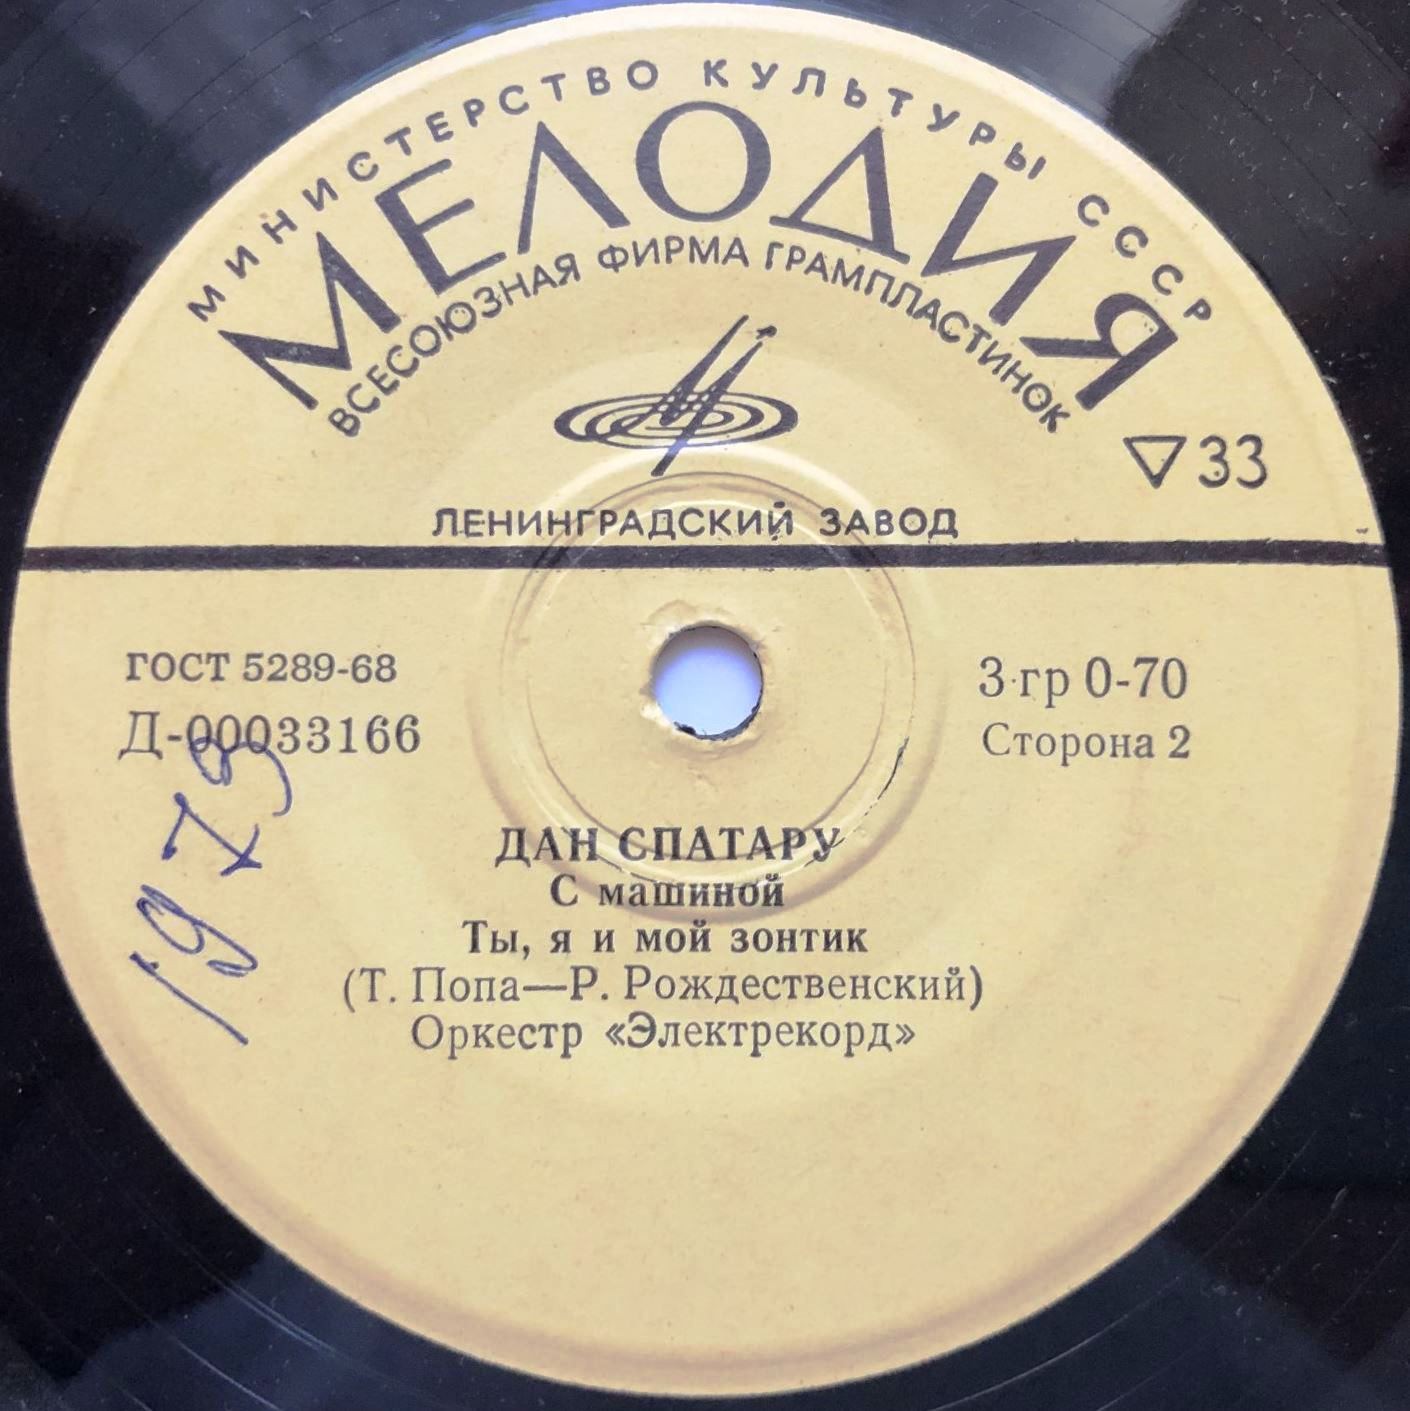 МИНИСТЕРСТВО КУЛЬТУРЫ СССР
МЕЛОДИЯ
ВСЕСОЮЗНАЯ ФИРМА ГРАМПЛАСТИНОК
▽33
ЛЕНИНГРАДСКИЙ ЗАВОД
ГОСТ 5289-68
Д-00033166
3 гр 0-70
Сторона 2
1973
ДАН СПАТАРУ
С машиной
Ты, я и мой зонтик
(Т. Попа—Р. Рождественский)
Оркестр «Электрекорд»